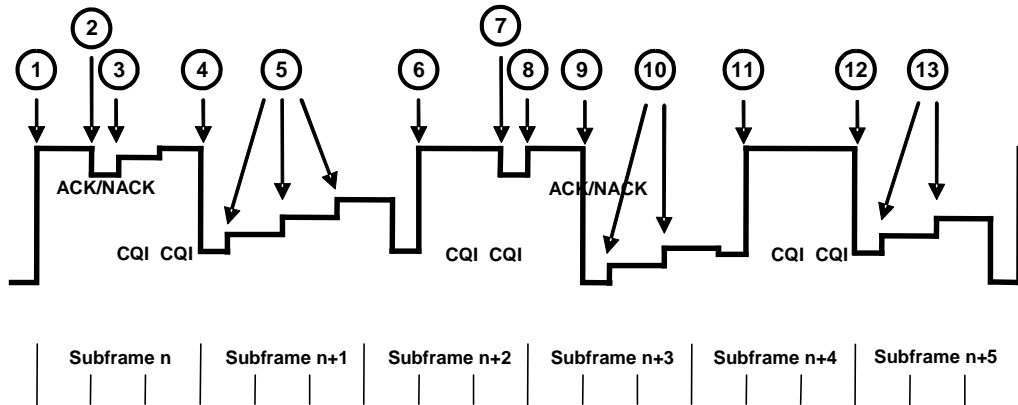 2 7
1 3 4 5 6 8 9 10 11 12 13
ACK/NACK ACK/NACK
CQI CQI CQI CQI CQI CQI
Subframe n Subframe n+1 Subframe n+2 Subframe n+3 Subframe n+4 Subframe n+5